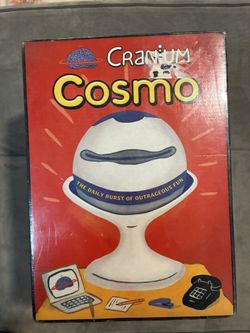 CRANIUM
Cosmo
THE DAILY BURST OF OUTRAGEOUS FUN